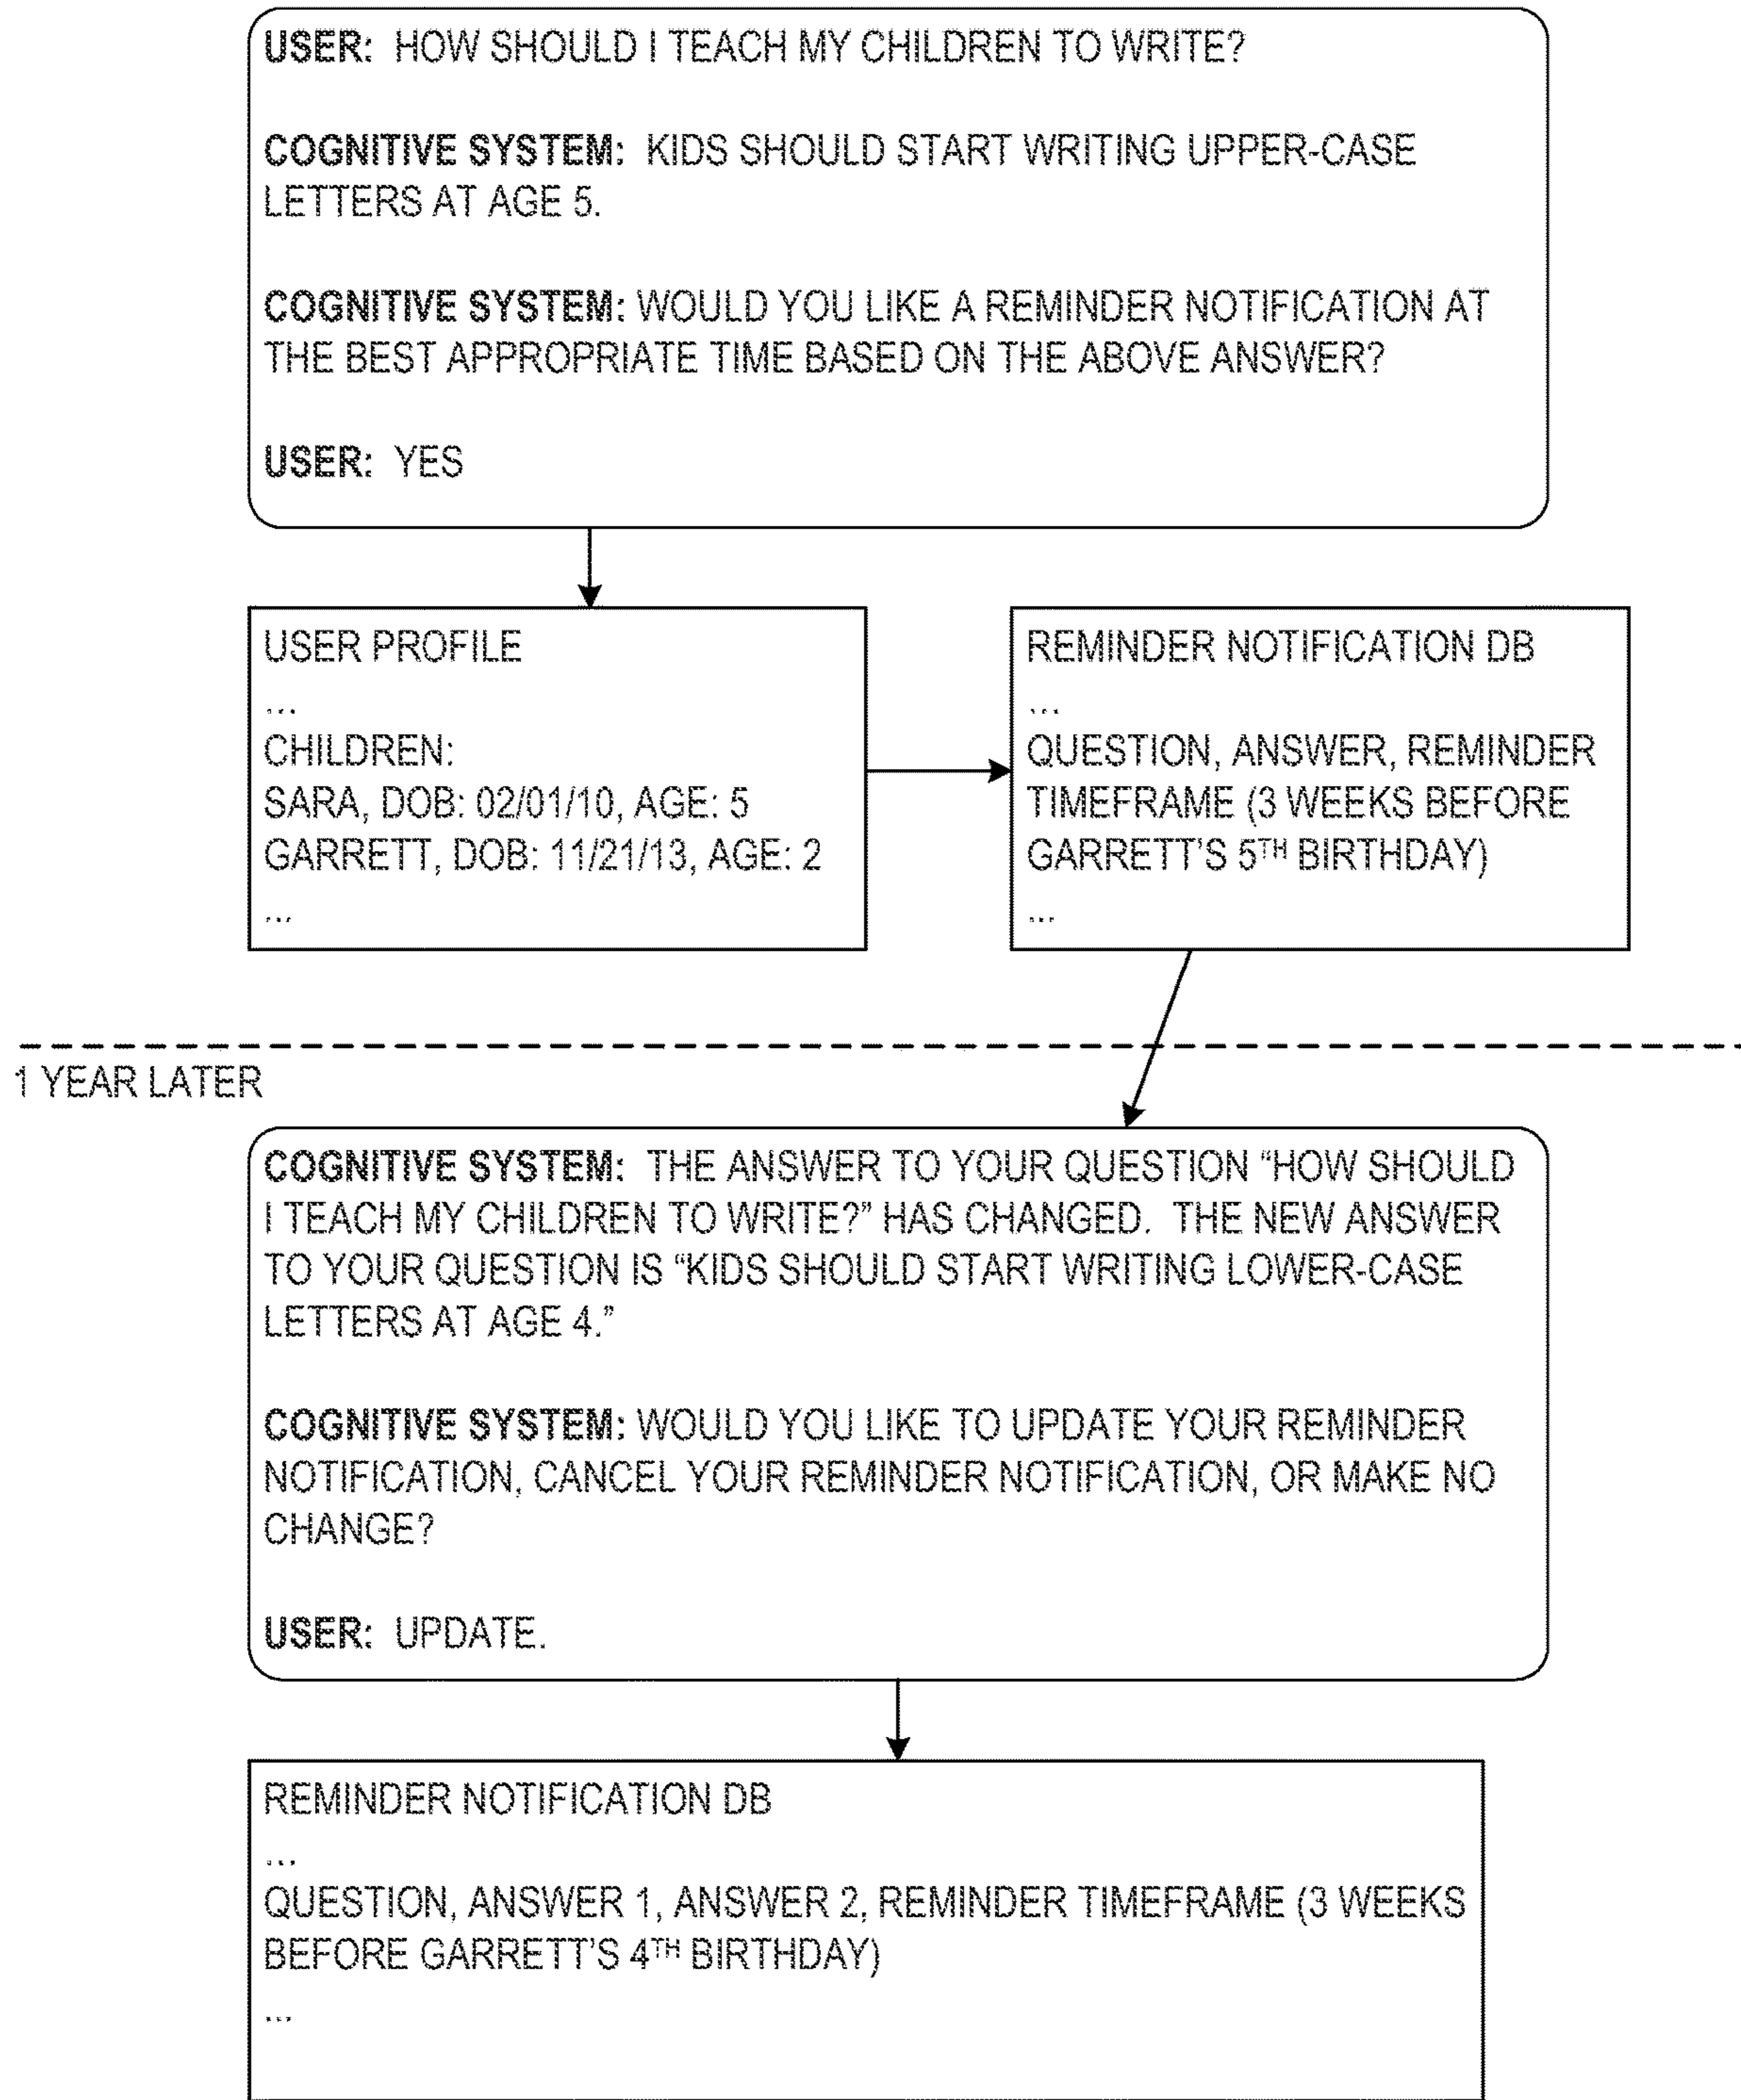 USER: HOW SHOULD I TEACH MY CHILDREN TO WRITE?
COGNITIVE SYSTEM: KIDS SHOULD START WRITING UPPER-CASE
LETTERS AT AGE 5.
COGNITIVE SYSTEM: WOULD YOU LIKE A REMINDER NOTIFICATION AT
THE BEST APPROPRIATE TIME BASED ON THE ABOVE ANSWER?
USER: YES
USER PROFILE
...
CHILDREN:
SARA, DOB: 02/01/10, AGE: 5
GARRETT, DOB: 11/21/13, AGE: 2
...
REMINDER NOTIFICATION DB
...
QUESTION, ANSWER, REMINDER
TIMEFRAME (3 WEEKS BEFORE
GARRETT'S 5TH BIRTHDAY)
...
1 YEAR LATER
COGNITIVE SYSTEM: THE ANSWER TO YOUR QUESTION “HOW SHOULD
I TEACH MY CHILDREN TO WRITE?” HAS CHANGED. THE NEW ANSWER
TO YOUR QUESTION IS “KIDS SHOULD START WRITING LOWER-CASE
LETTERS AT AGE 4.”
COGNITIVE SYSTEM: WOULD YOU LIKE TO UPDATE YOUR REMINDER
NOTIFICATION, CANCEL YOUR REMINDER NOTIFICATION, OR MAKE NO
CHANGE?
USER: UPDATE.
REMINDER NOTIFICATION DB
...
QUESTION, ANSWER 1, ANSWER 2, REMINDER TIMEFRAME (3 WEEKS
BEFORE GARRETT'S 4TH BIRTHDAY)
...